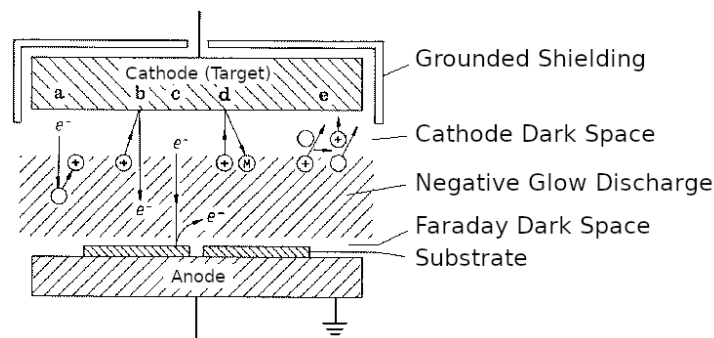 Grounded Shielding
Cathode (Target)
a b c d e
e⁻
Cathode Dark Space
+ + + M + +
Negative Glow Discharge
e⁻
e⁻
Faraday Dark Space
Substrate
Anode